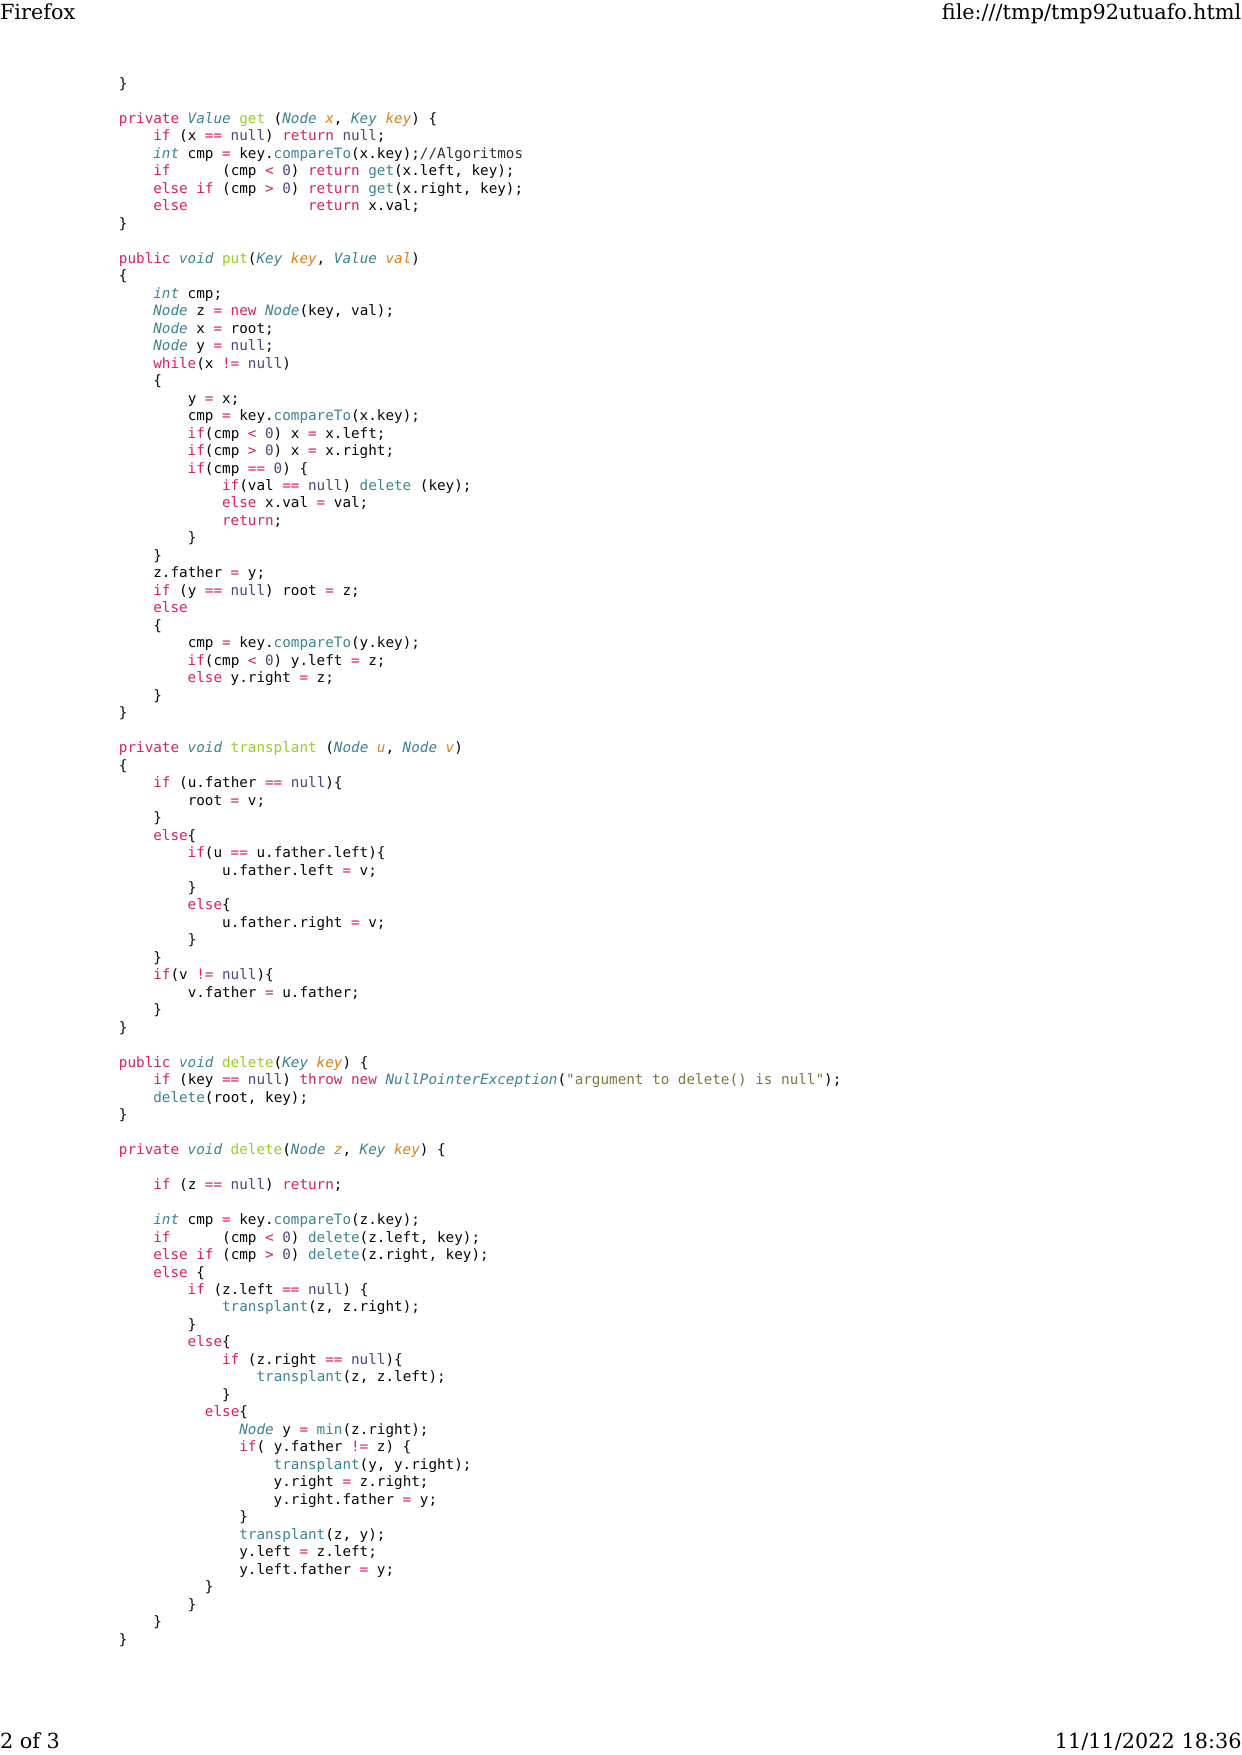 Firefox file:///tmp/tmp92utuafo.html
}
private Value get (Node x, Key key) {
if (x == null) return null;
int cmp = key.compareTo(x.key);//Algoritmos
if (cmp < 0) return get(x.left, key);
else if (cmp > 0) return get(x.right, key);
else return x.val;
}
public void put(Key key, Value val)
{
int cmp;
Node z = new Node(key, val);
Node x = root;
Node y = null;
while(x != null)
{
y = x;
cmp = key.compareTo(x.key);
if(cmp < 0) x = x.left;
if(cmp > 0) x = x.right;
if(cmp == 0) {
if(val == null) delete (key);
else x.val = val;
return;
}
}
z.father = y;
if (y == null) root = z;
else
{
cmp = key.compareTo(y.key);
if(cmp < 0) y.left = z;
else y.right = z;
}
}
private void transplant (Node u, Node v)
{
if (u.father == null){
root = v;
}
else{
if(u == u.father.left){
u.father.left = v;
}
else{
u.father.right = v;
}
}
if(v != null){
v.father = u.father;
}
}
public void delete(Key key) {
if (key == null) throw new NullPointerException("argument to delete() is null");
delete(root, key);
}
private void delete(Node z, Key key) {
if (z == null) return;
int cmp = key.compareTo(z.key);
if (cmp < 0) delete(z.left, key);
else if (cmp > 0) delete(z.right, key);
else {
if (z.left == null) {
transplant(z, z.right);
}
else{
if (z.right == null){
transplant(z, z.left);
}
else{
Node y = min(z.right);
if( y.father != z) {
transplant(y, y.right);
y.right = z.right;
y.right.father = y;
}
transplant(z, y);
y.left = z.left;
y.left.father = y;
}
}
}
}
2 of 3 11/11/2022 18:36